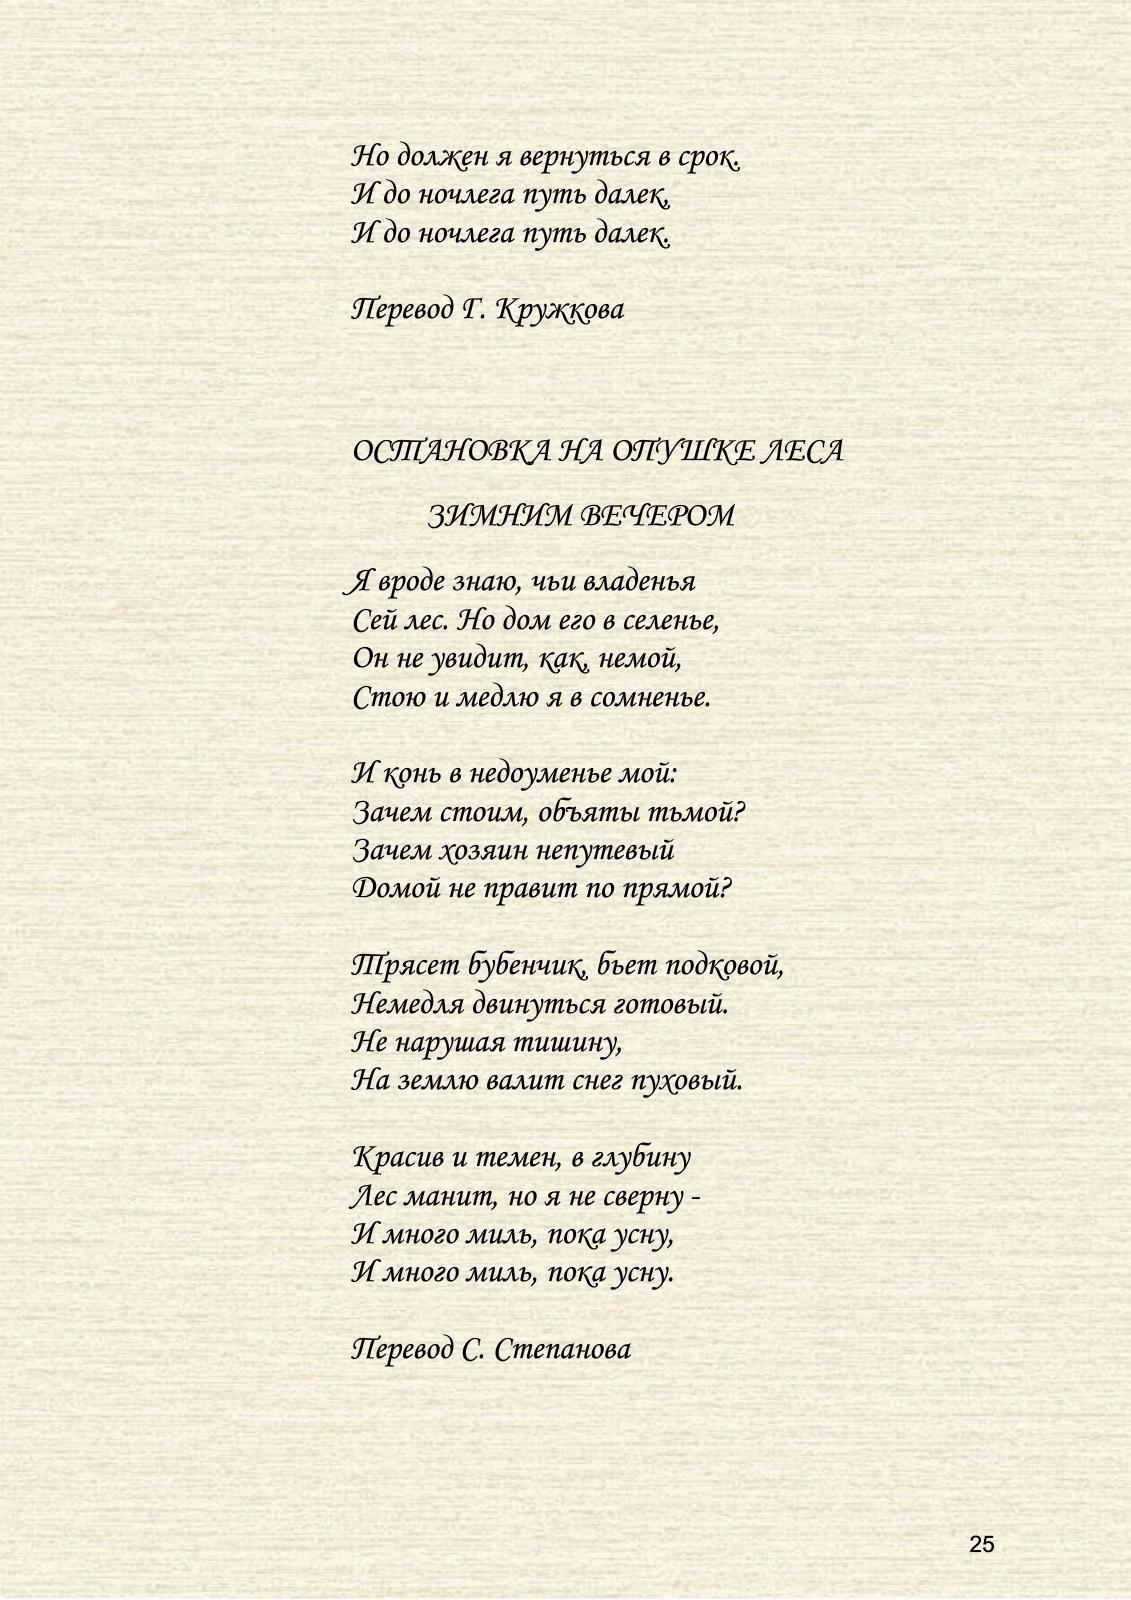 Но должен я вернуться в срок.
И до ночлега путь далек,
И до ночлега путь далек.
Перевод Г. Кружкова
ОСТАНОВКА НА ОПУШКЕ ЛЕСА
ЗИМНИМ ВЕЧЕРОМ
Я вроде знаю, чьи владенья
Сей лес. Но дом его в селенье,
Он не увидит, как, немой,
Стою и медлю я в сомненье.
И конь в недоуменье мой:
Зачем стоим, объяты тьмой?
Зачем хозяин непутевый
Домой не правит по прямой?
Трясет бубенчик, бьет подковой,
Немедля двинуться готовый.
Не нарушая тишину,
На землю валит снег пуховый.
Красив и темен, в глубину
Лес манит, но я не сверну -
И много миль, пока усну,
И много миль, пока усну.
Перевод С. Степанова
25